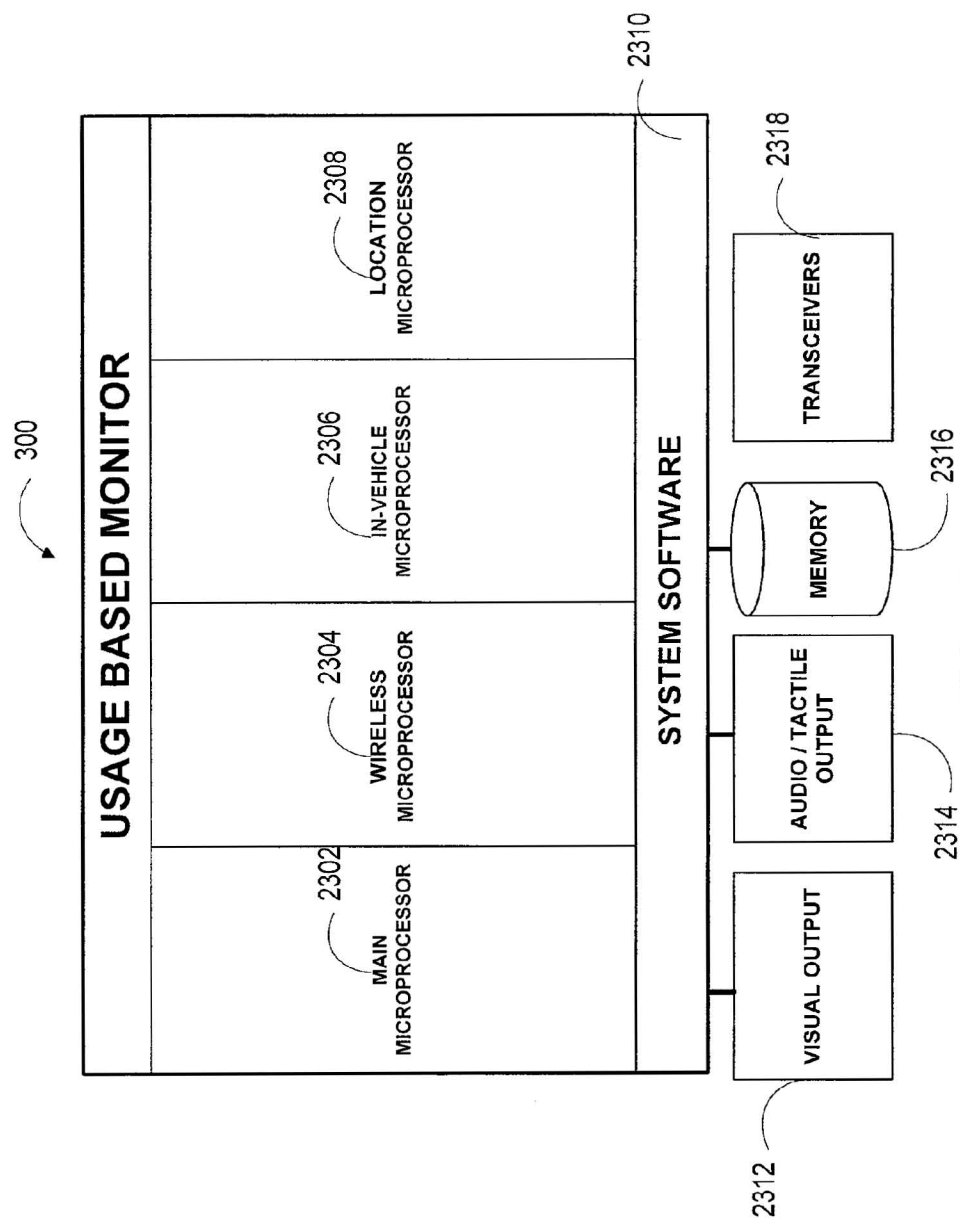 300
USAGE BASED MONITOR
2302
MAIN
MICROPROCESSOR
2304
WIRELESS
MICROPROCESSOR
2306
IN-VEHICLE
MICROPROCESSOR
2308
LOCATION
MICROPROCESSOR
SYSTEM SOFTWARE
2310
VISUAL OUTPUT
AUDIO / TACTILE
OUTPUT
MEMORY
TRANSCEIVERS
2312
2314
2316
2318